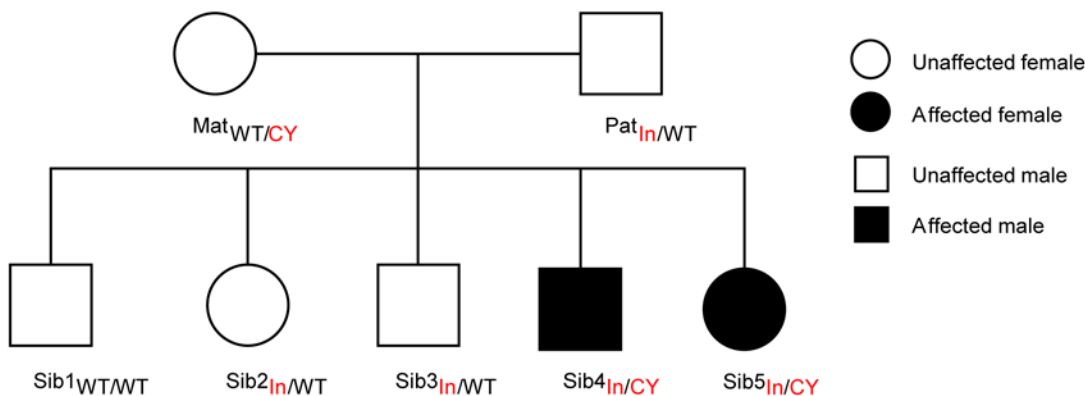 Mat WT/CY
Pat In/WT
Sib1 WT/WT
Sib2 In/WT
Sib3 In/WT
Sib4 In/CY
Sib5 In/CY
Unaffected female
Affected female
Unaffected male
Affected male